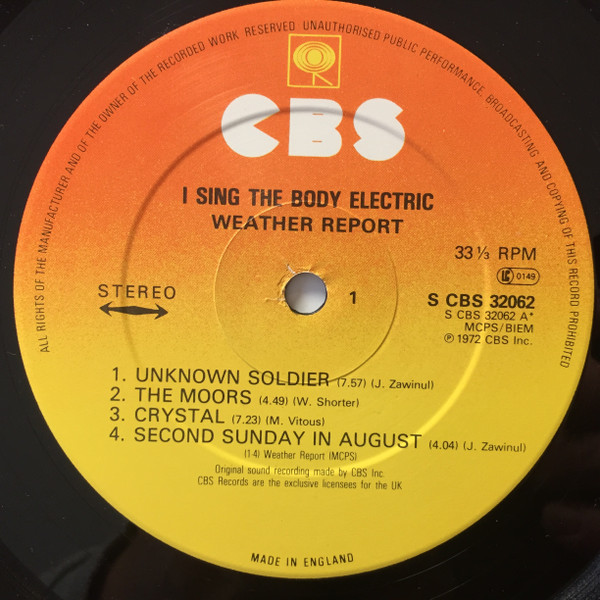 ALL RIGHTS OF THE MANUFACTURER AND OF THE OWNER OF THE RECORDED WORK RESERVED UNAUTHORISED PUBLIC PERFORMANCE, BROADCASTING AND COPYING OF THIS RECORD PROHIBITED
CBS
I SING THE BODY ELECTRIC
WEATHER REPORT
33⅓ RPM
LC 0149
STEREO
1
S CBS 32062
S CBS 32062 A*
MCPS/BIEM
℗ 1972 CBS Inc.
1. UNKNOWN SOLDIER (7.57) (J. Zawinul)
2. THE MOORS (4.49) (W. Shorter)
3. CRYSTAL (7.23) (M. Vitous)
4. SECOND SUNDAY IN AUGUST (4.04) (J. Zawinul)
(1-4) Weather Report (MCPS)
Original sound recording made by CBS Inc.
CBS Records are the exclusive licensees for the UK
MADE IN ENGLAND